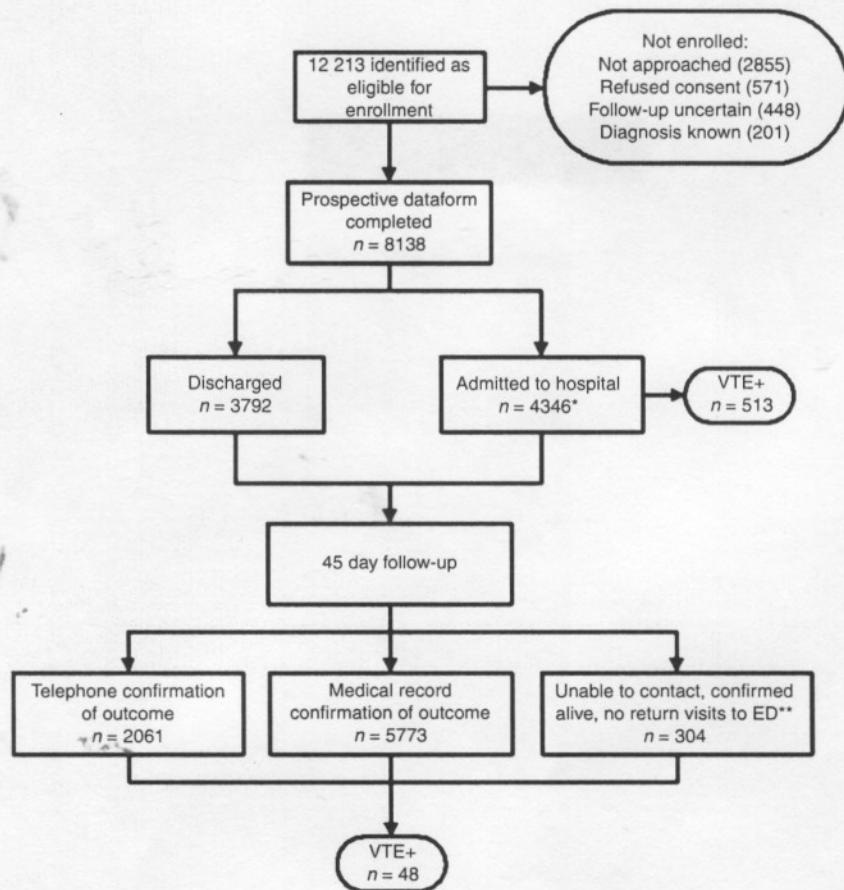 12 213 identified as
eligible for
enrollment
Not enrolled:
Not approached (2855)
Refused consent (571)
Follow-up uncertain (448)
Diagnosis known (201)
Prospective dataform
completed
n = 8138
Discharged
n = 3792
Admitted to hospital
n = 4346*
VTE+
n = 513
45 day follow-up
Telephone confirmation
of outcome
n = 2061
Medical record
confirmation of outcome
n = 5773
Unable to contact, confirmed
alive, no return visits to ED**
n = 304
VTE+
n = 48